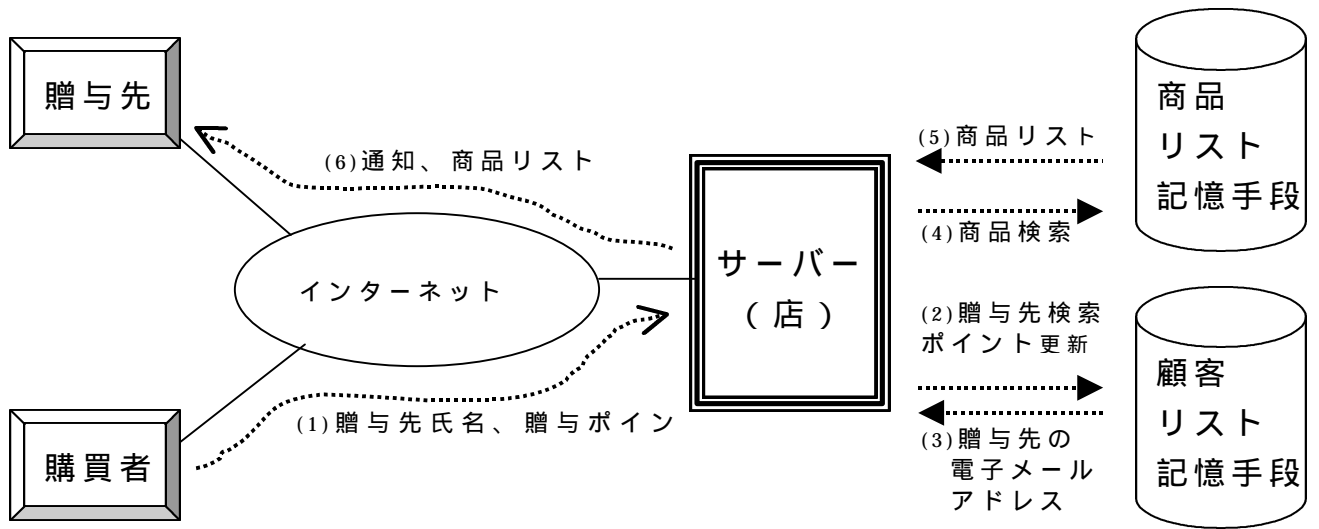 贈与先
(6)通知、商品リスト
インターネット
(1)贈与先氏名、贈与ポイン
購買者
サーバー
(店)
(5)商品リスト
(4)商品検索
(2)贈与先検索
ポイント更新
(3)贈与先の
電子メール
アドレス
商品
リスト
記憶手段
顧客
リスト
記憶手段